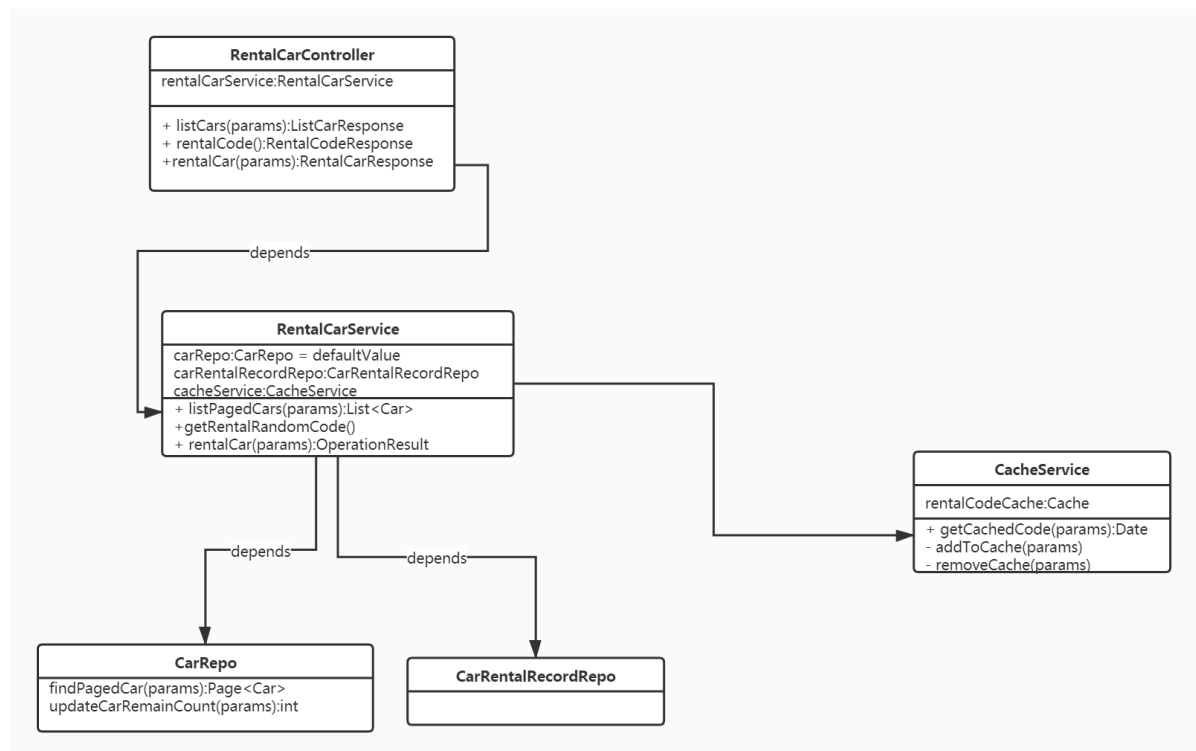 RentalCarController
rentalCarService:RentalCarService
+ listCars(params):ListCarResponse
+ rentalCode():RentalCodeResponse
+rentalCar(params):RentalCarResponse
depends
RentalCarService
carRepo:CarRepo = defaultValue
carRentalRecordRepo:CarRentalRecordRepo
cacheService:CacheService
+ listPagedCars(params):List<Car>
+getRentalRandomCode()
+ rentalCar(params):OperationResult
CacheService
rentalCodeCache:Cache
+ getCachedCode(params):Date
- addToCache(params)
- removeCache(params)
depends
depends
CarRepo
findPagedCar(params):Page<Car>
updateCarRemainCount(params):int
CarRentalRecordRepo